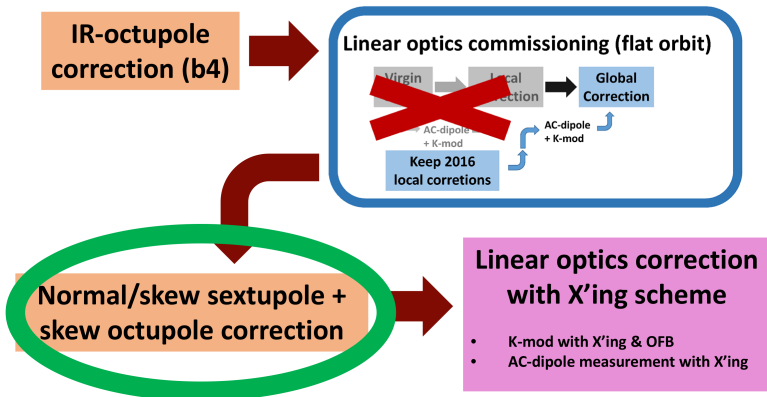 IR-octupole
correction (b4)
Linear optics commissioning (flat orbit)
Virgin
Local
Global
Correction
AC-dipole
+ K-mod
AC-dipole
+ K-mod
Keep 2016
local corretions
Normal/skew sextupole +
skew octupole correction
Linear optics correction
with X'ing scheme
• K-mod with X'ing & OFB
• AC-dipole measurement with X'ing